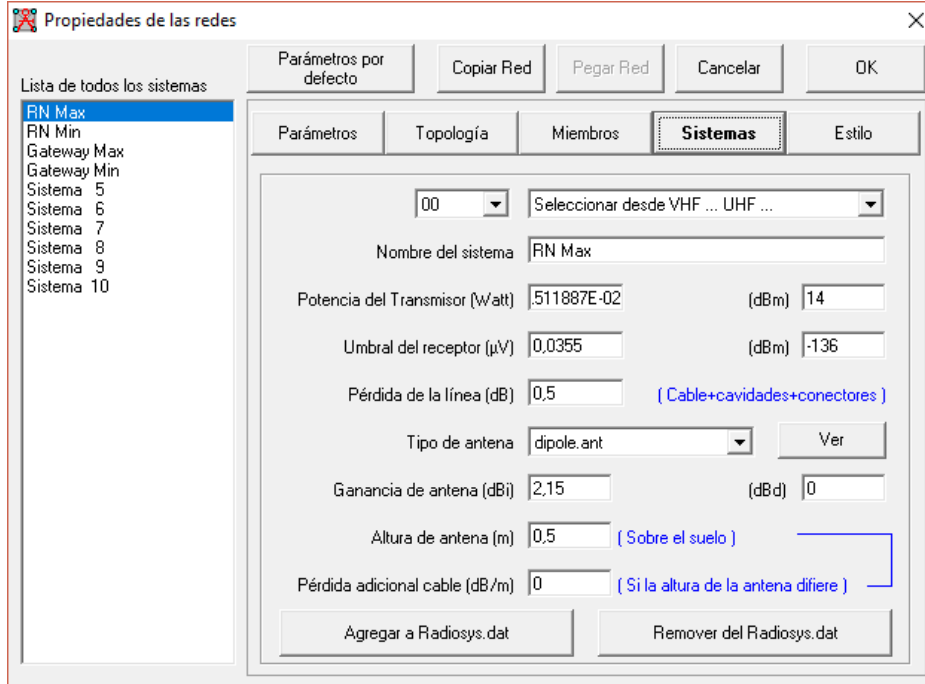 Propiedades de las redes
Parámetros por defecto
Copiar Red
Pegar Red
Cancelar
OK
Lista de todos los sistemas
RN Max
RN Min
Gateway Max
Gateway Min
Sistema 5
Sistema 6
Sistema 7
Sistema 8
Sistema 9
Sistema 10
Parámetros
Topología
Miembros
Sistemas
Estilo
00
Seleccionar desde VHF ... UHF ...
Nombre del sistema RN Max
Potencia del Transmisor (Watt) .511887E-02 (dBm) 14
Umbral del receptor (µV) 0,0355 (dBm) -136
Pérdida de la línea (dB) 0,5 ( Cable+cavidades+conectores )
Tipo de antena dipole.ant Ver
Ganancia de antena (dBi) 2,15 (dBd) 0
Altura de antena (m) 0,5 ( Sobre el suelo )
Pérdida adicional cable (dB/m) 0 ( Si la altura de la antena difiere )
Agregar a Radiosys.dat
Remover del Radiosys.dat